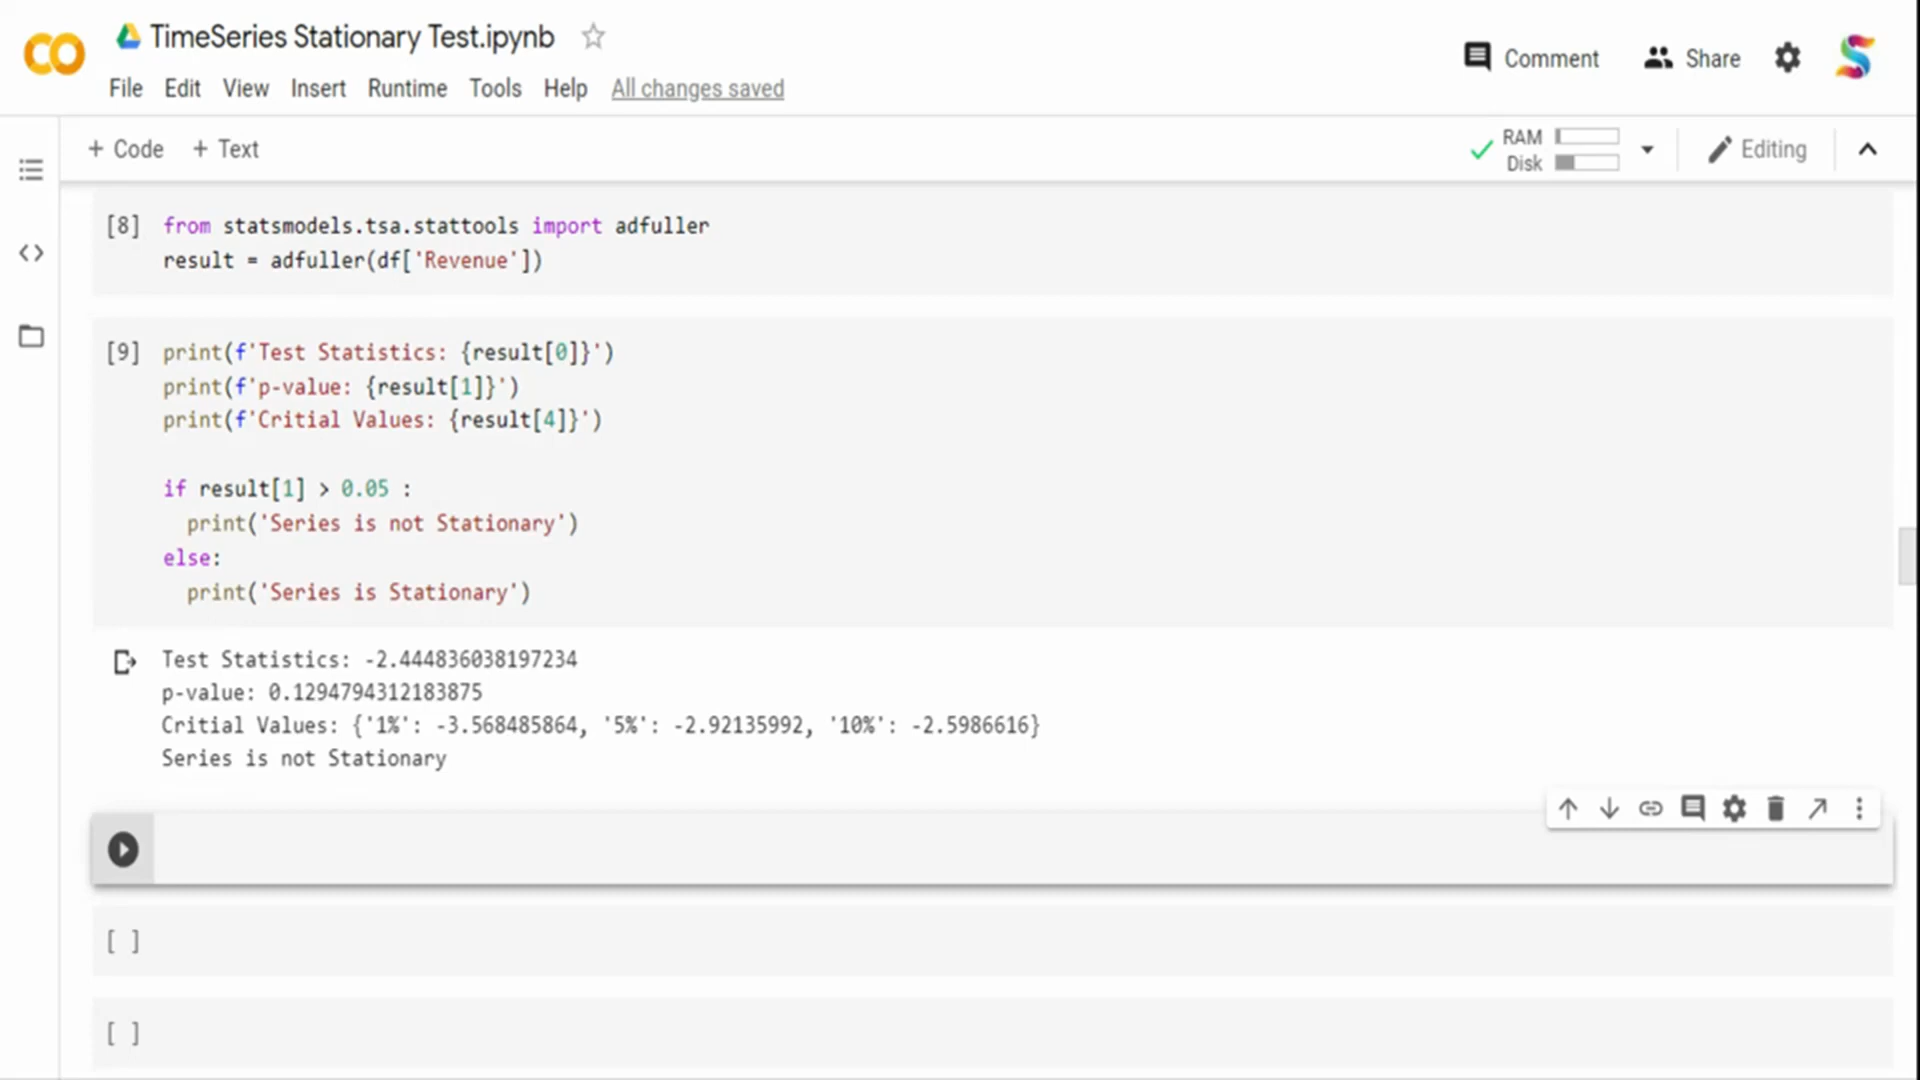 TimeSeries Stationary Test.ipynb
File Edit View Insert Runtime Tools Help All changes saved
Comment Share
+ Code + Text
RAM
Disk
Editing
[8] from statsmodels.tsa.stattools import adfuller
result = adfuller(df['Revenue'])
[9] print(f'Test Statistics: {result[0]}')
print(f'p-value: {result[1]}')
print(f'Critial Values: {result[4]}')
if result[1] > 0.05 :
print('Series is not Stationary')
else:
print('Series is Stationary')
Test Statistics: -2.444836038197234
p-value: 0.1294794312183875
Critial Values: {'1%': -3.568485864, '5%': -2.92135992, '10%': -2.5986616}
Series is not Stationary
[ ]
[ ]